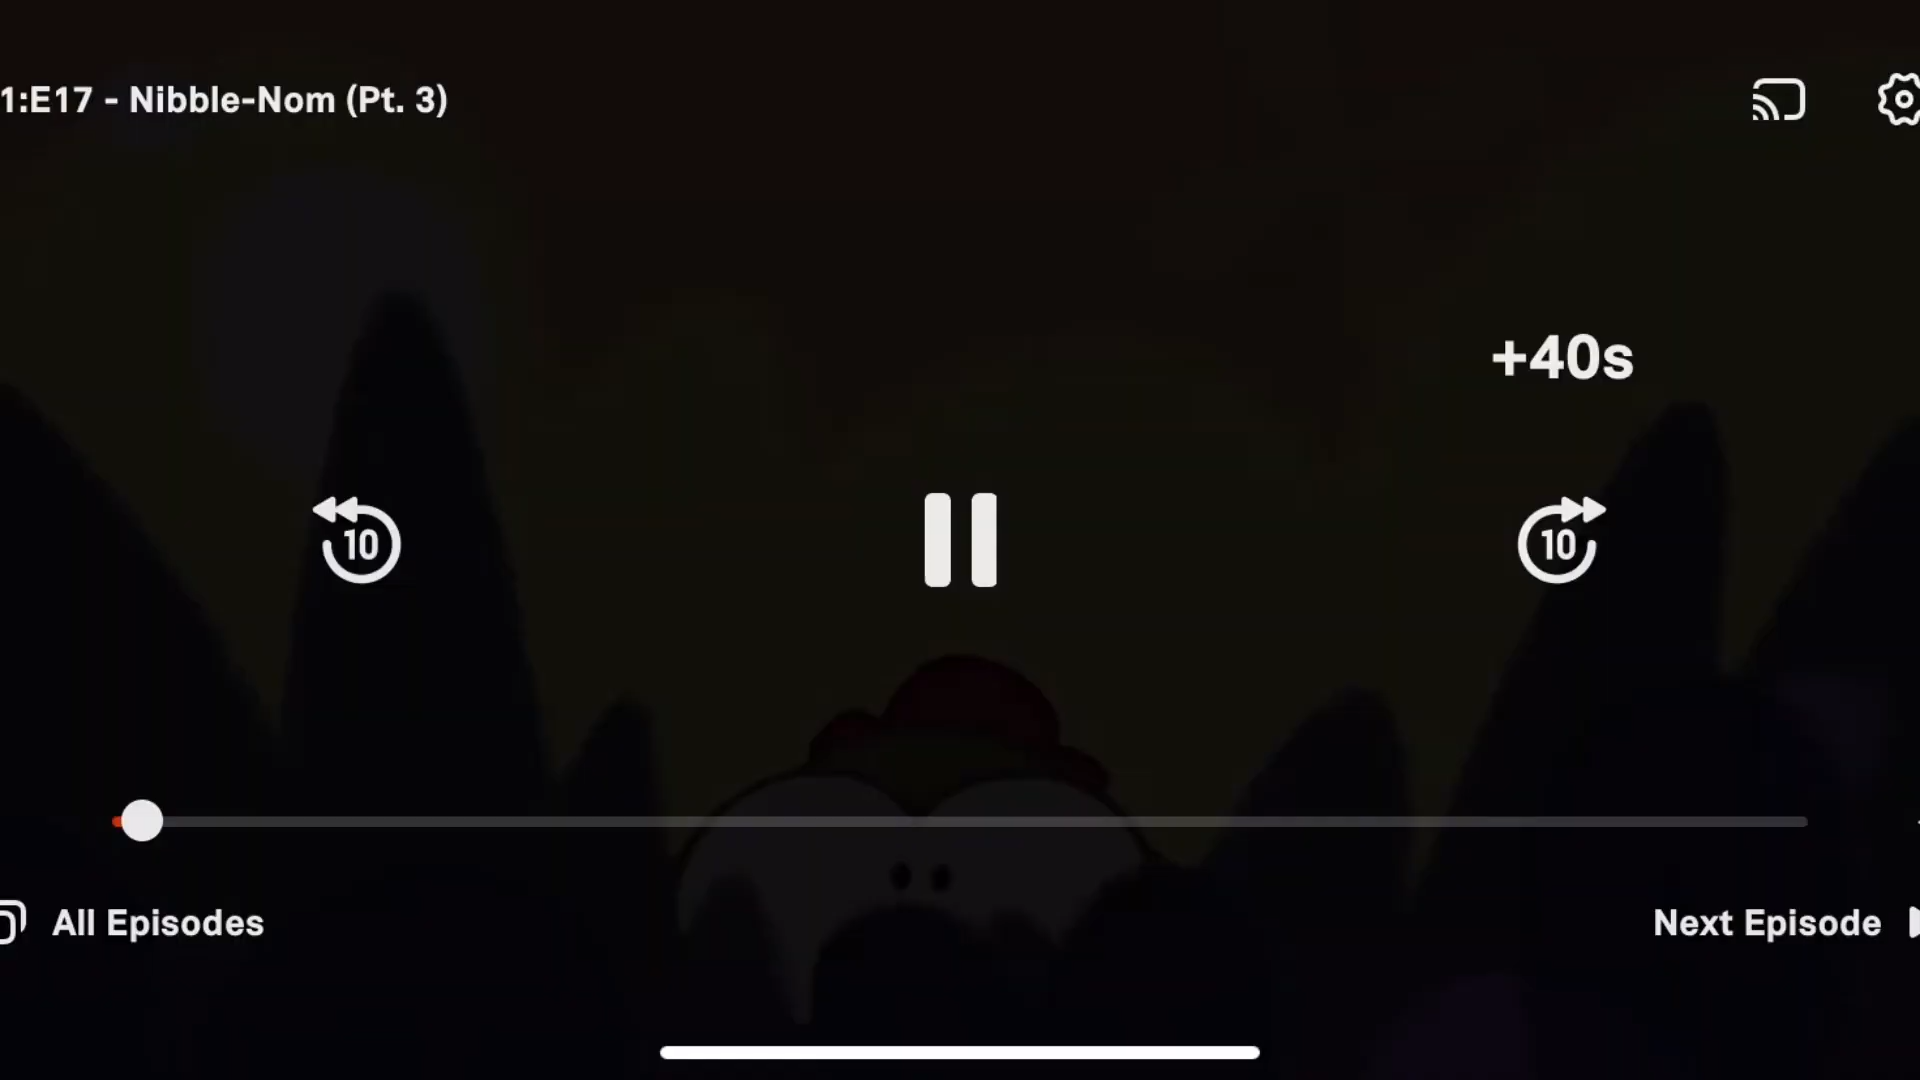 1:E17 - Nibble-Nom (Pt. 3)
+40s
10
10
All Episodes
Next Episode